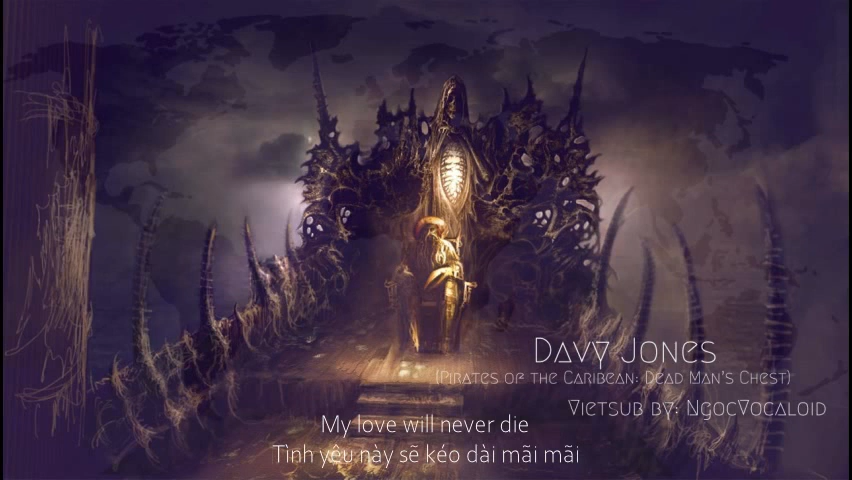 Davy Jones
(Pirates of the Caribean: Dead Man's Chest)
Vietsub by: NgocVocaloid
My love will never die
Tình yêu này sẽ kéo dài mãi mãi